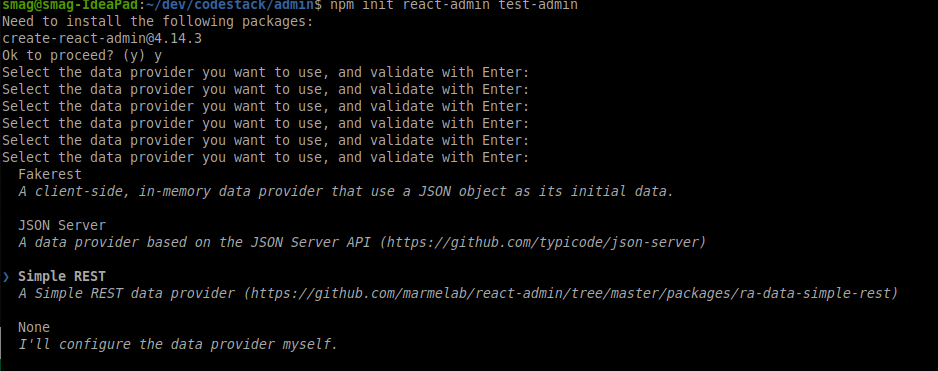 smag@smag-IdeaPad:~/dev/codestack/admin$ npm init react-admin test-admin
Need to install the following packages:
create-react-admin@4.14.3
Ok to proceed? (y) y
Select the data provider you want to use, and validate with Enter:
Select the data provider you want to use, and validate with Enter:
Select the data provider you want to use, and validate with Enter:
Select the data provider you want to use, and validate with Enter:
Select the data provider you want to use, and validate with Enter:
Select the data provider you want to use, and validate with Enter:
Fakerest
A client-side, in-memory data provider that use a JSON object as its initial data.
JSON Server
A data provider based on the JSON Server API (https://github.com/typicode/json-server)
❯ Simple REST
A Simple REST data provider (https://github.com/marmelab/react-admin/tree/master/packages/ra-data-simple-rest)
None
I'll configure the data provider myself.